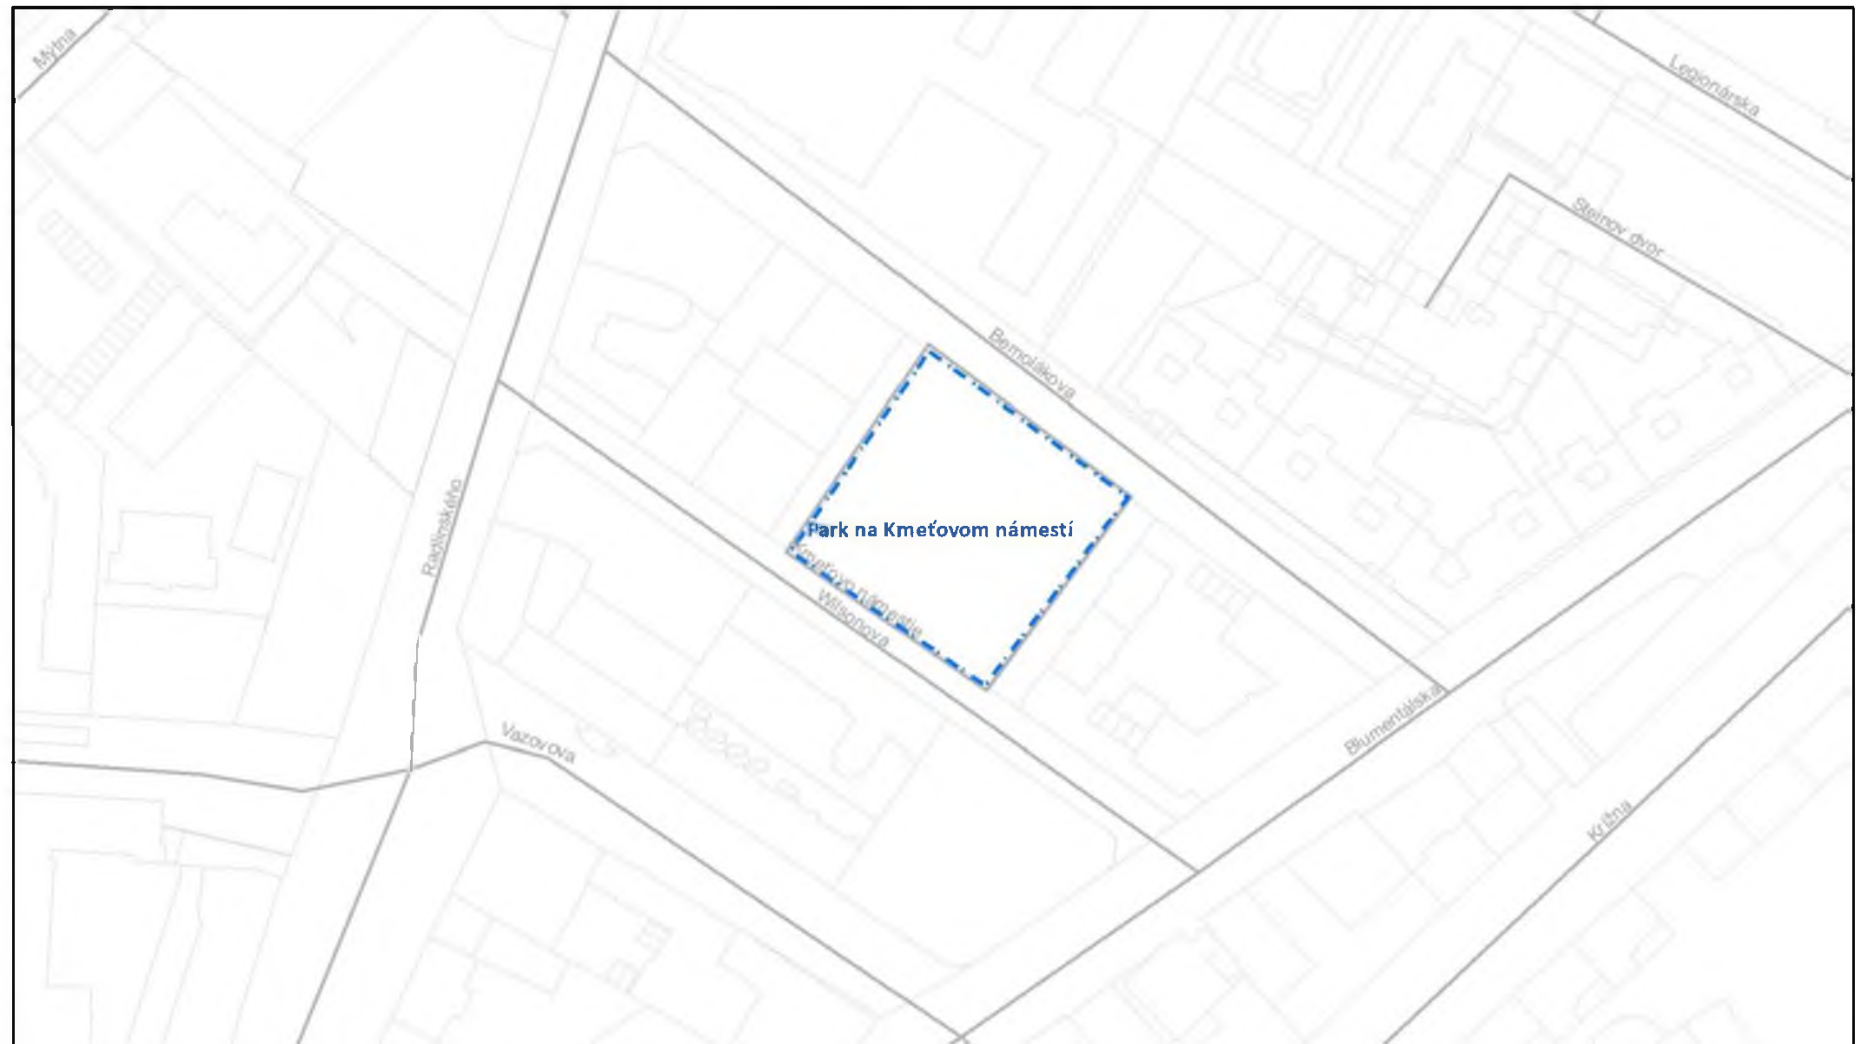 Mýtna
Legionárska
Steinov dvor
Bernolákova
Radlinského
Park na Kmeťovom námestí
Kmeťovo námestie
Wilsonova
Vazovova
Blumentálska
Krížna